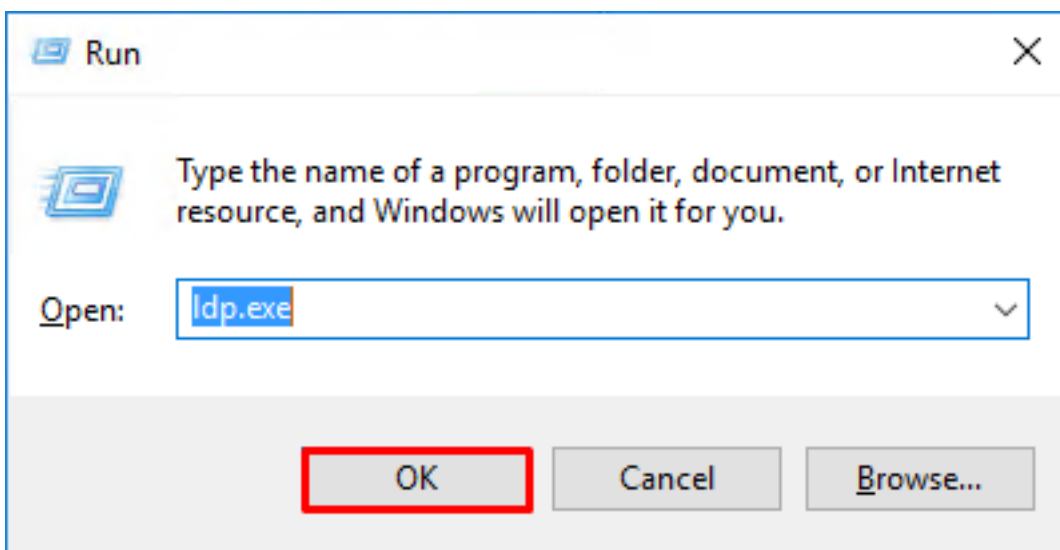 Run
Type the name of a program, folder, document, or Internet
resource, and Windows will open it for you.
Open: ldp.exe
OK Cancel Browse...